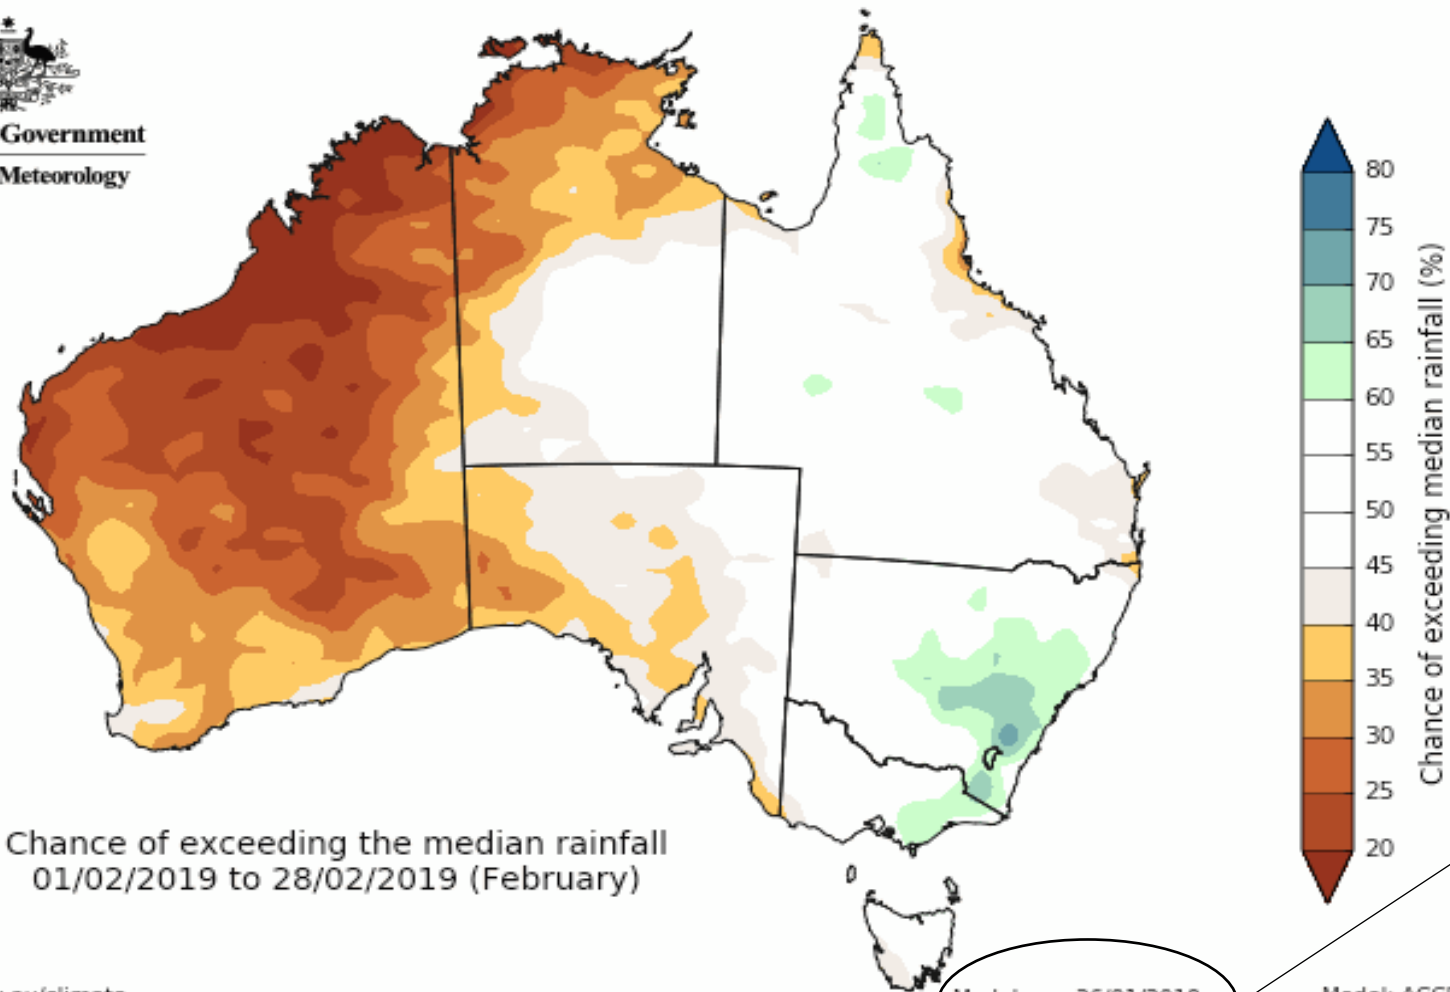 Government
Meteorology
80
75
70
65
60
55
50
45
40
35
30
25
20
Chance of exceeding median rainfall (%)
Chance of exceeding the median rainfall
01/02/2019 to 28/02/2019 (February)